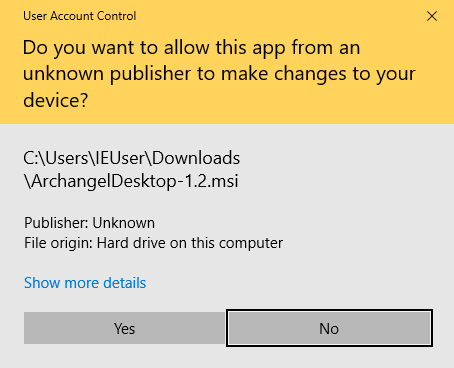 User Account Control
Do you want to allow this app from an
unknown publisher to make changes to your
device?
C:\Users\IEUser\Downloads
\ArchangelDesktop-1.2.msi
Publisher: Unknown
File origin: Hard drive on this computer
Show more details
Yes
No